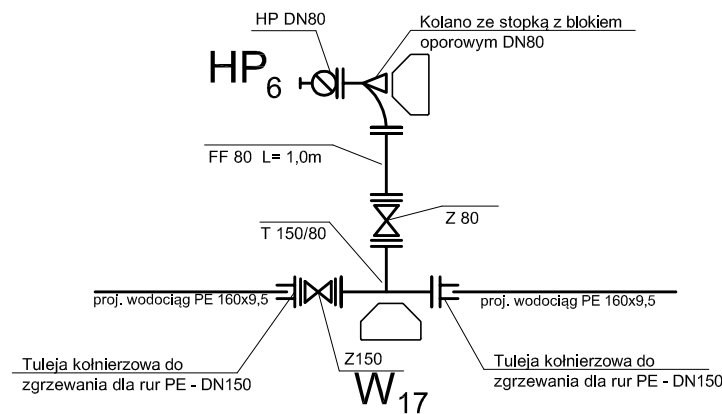 HP DN80
Kolano ze stopką z blokiem
oporowym DN80
HP6
FF 80 L= 1,0m
Z 80
T 150/80
proj. wodociąg PE 160x9,5
proj. wodociąg PE 160x9,5
Tuleja kołnierzowa do
zgrzewania dla rur PE - DN150
Z150
W17
Tuleja kołnierzowa do
zgrzewania dla rur PE - DN150